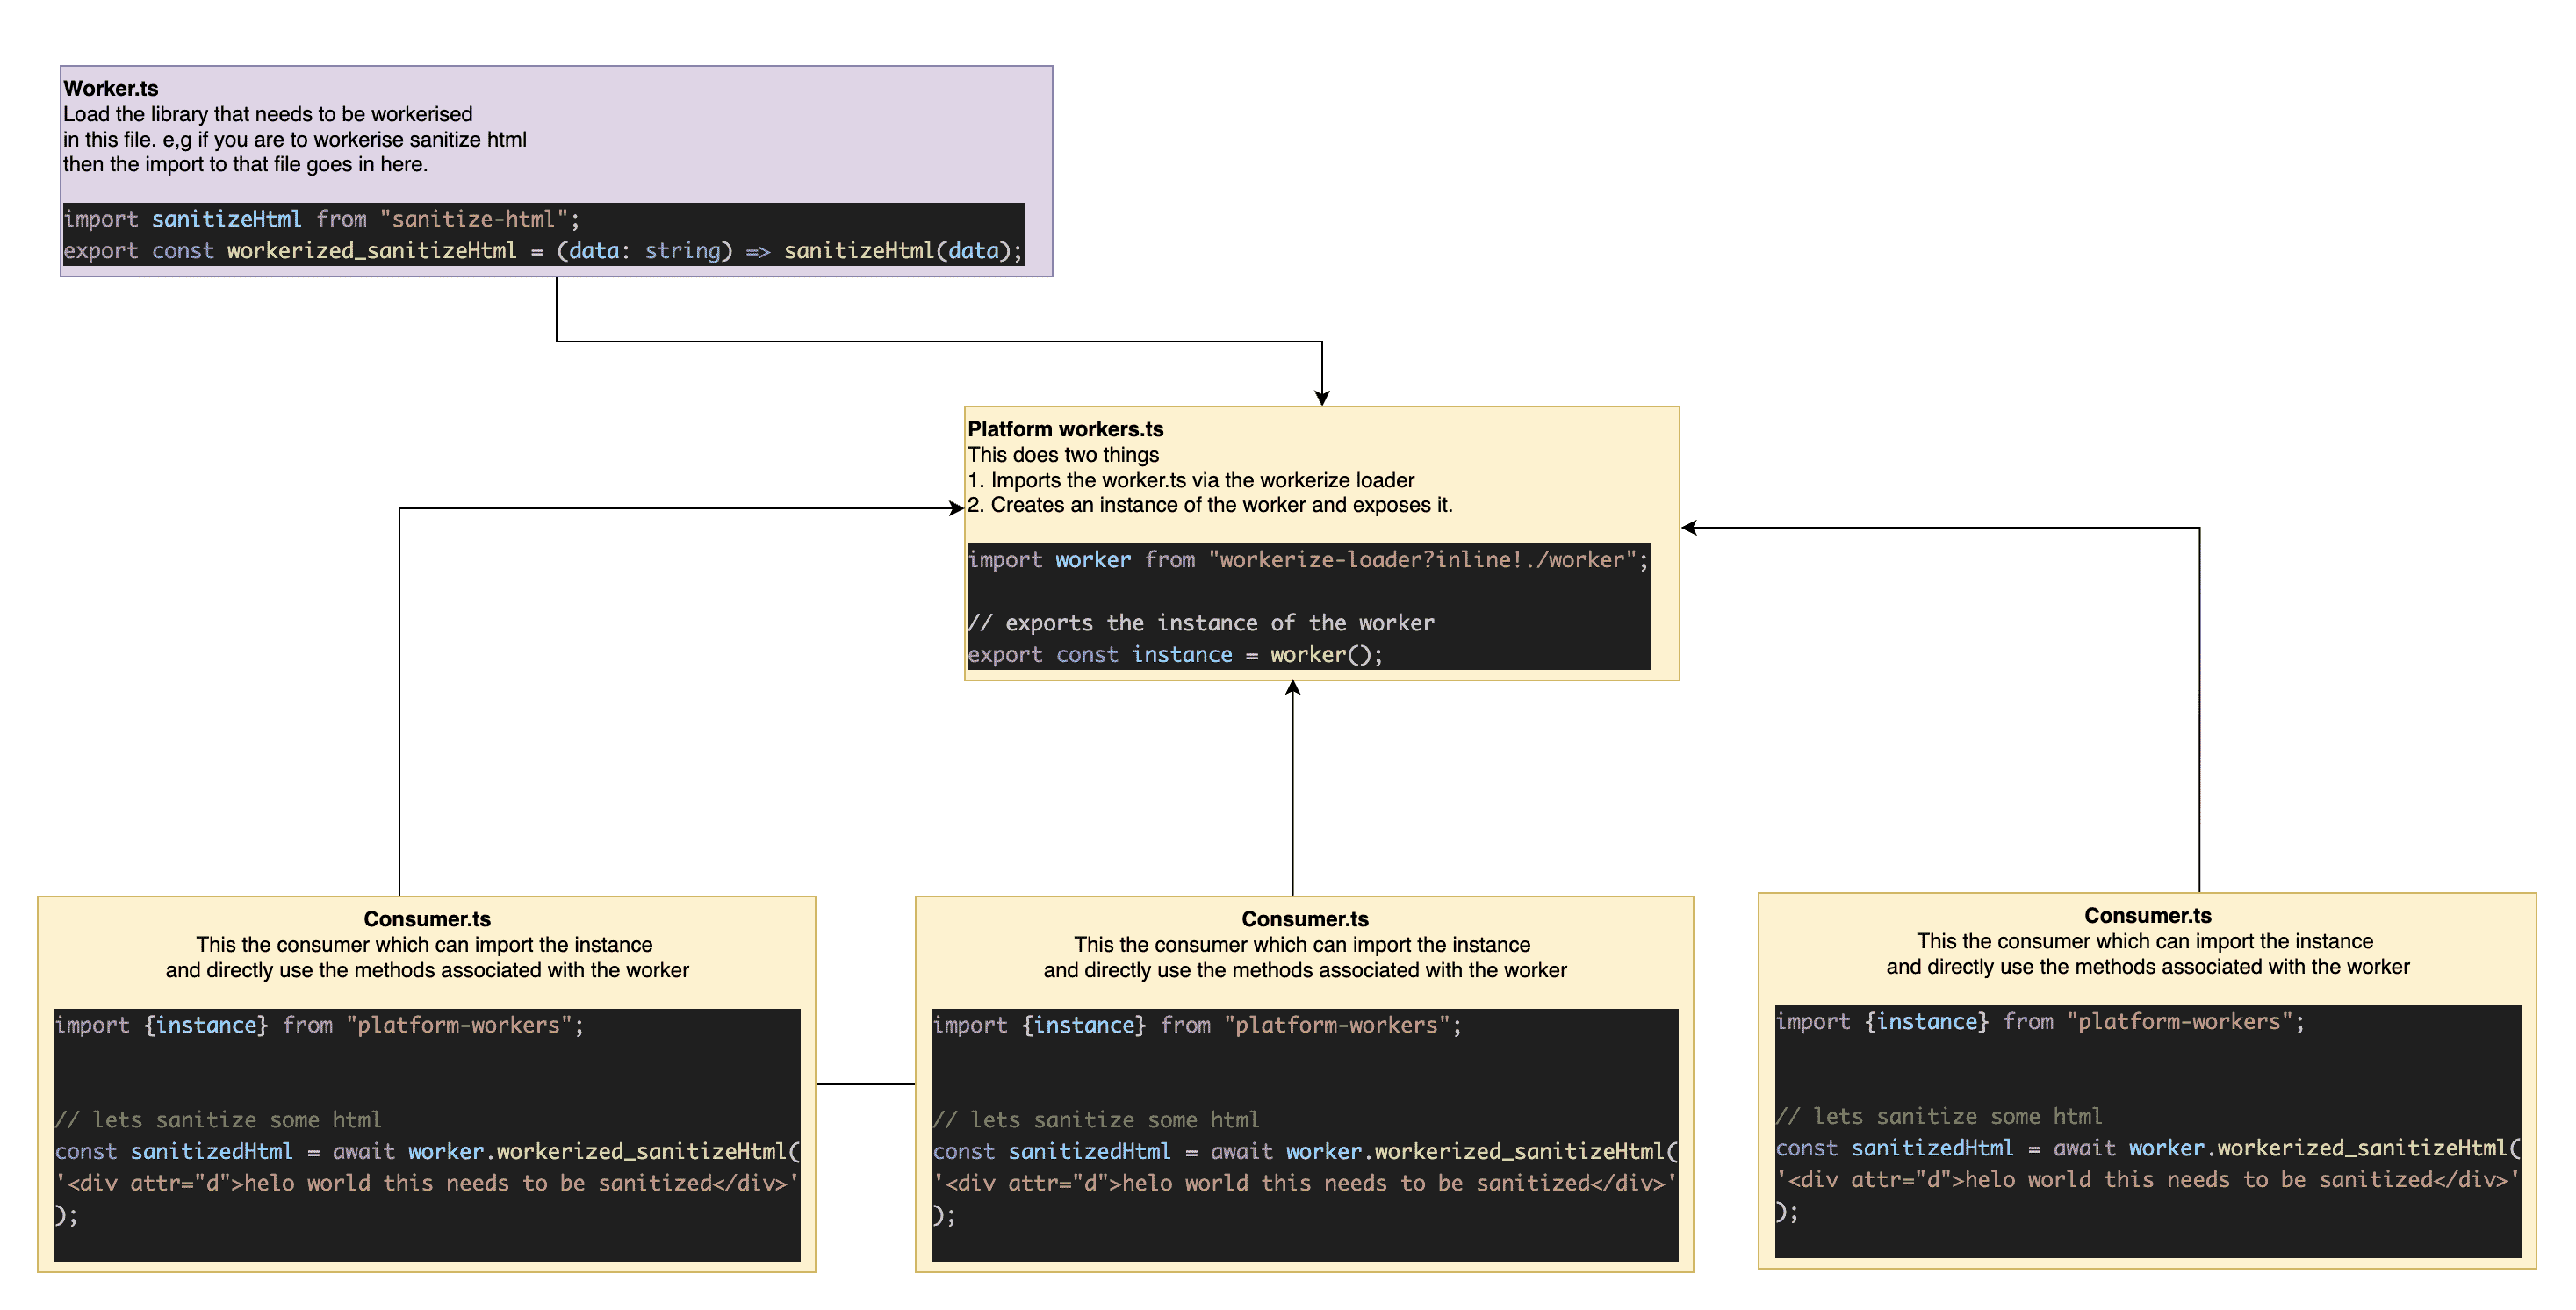 Worker.ts
Load the library that needs to be workerised
in this file. e,g if you are to workerise sanitize html
then the import to that file goes in here.
import sanitizeHtml from "sanitize-html";
export const workerized_sanitizeHtml = (data: string) => sanitizeHtml(data);
Platform workers.ts
This does two things
1. Imports the worker.ts via the workerize loader
2. Creates an instance of the worker and exposes it.
import worker from "workerize-loader?inline!./worker";
// exports the instance of the worker
export const instance = worker();
Consumer.ts
This the consumer which can import the instance
and directly use the methods associated with the worker
import {instance} from "platform-workers";
// lets sanitize some html
const sanitizedHtml = await worker.workerized_sanitizeHtml(
'<div attr="d">helo world this needs to be sanitized</div>'
);
Consumer.ts
This the consumer which can import the instance
and directly use the methods associated with the worker
import {instance} from "platform-workers";
// lets sanitize some html
const sanitizedHtml = await worker.workerized_sanitizeHtml(
'<div attr="d">helo world this needs to be sanitized</div>'
);
Consumer.ts
This the consumer which can import the instance
and directly use the methods associated with the worker
import {instance} from "platform-workers";
// lets sanitize some html
const sanitizedHtml = await worker.workerized_sanitizeHtml(
'<div attr="d">helo world this needs to be sanitized</div>'
);